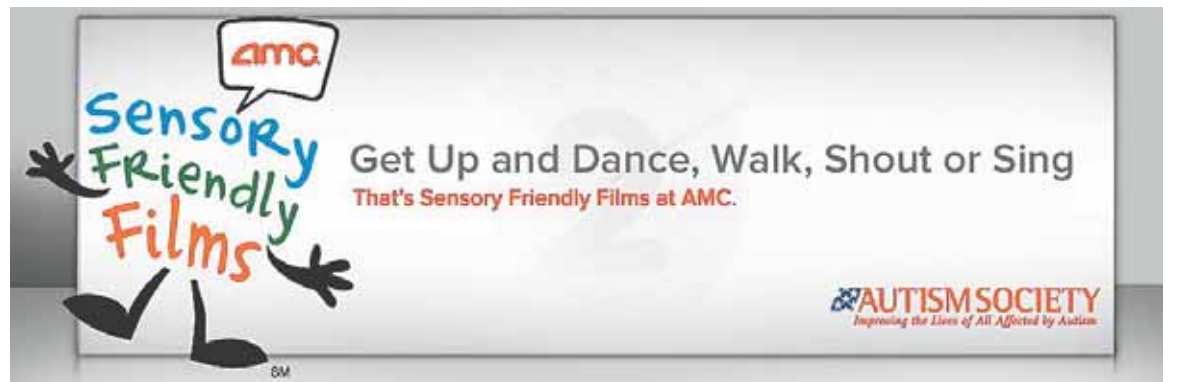 amc
Sensory
Friendly
Films
SM
Get Up and Dance, Walk, Shout or Sing
That's Sensory Friendly Films at AMC.
AUTISM SOCIETY
Improving the Lives of All Affected by Autism